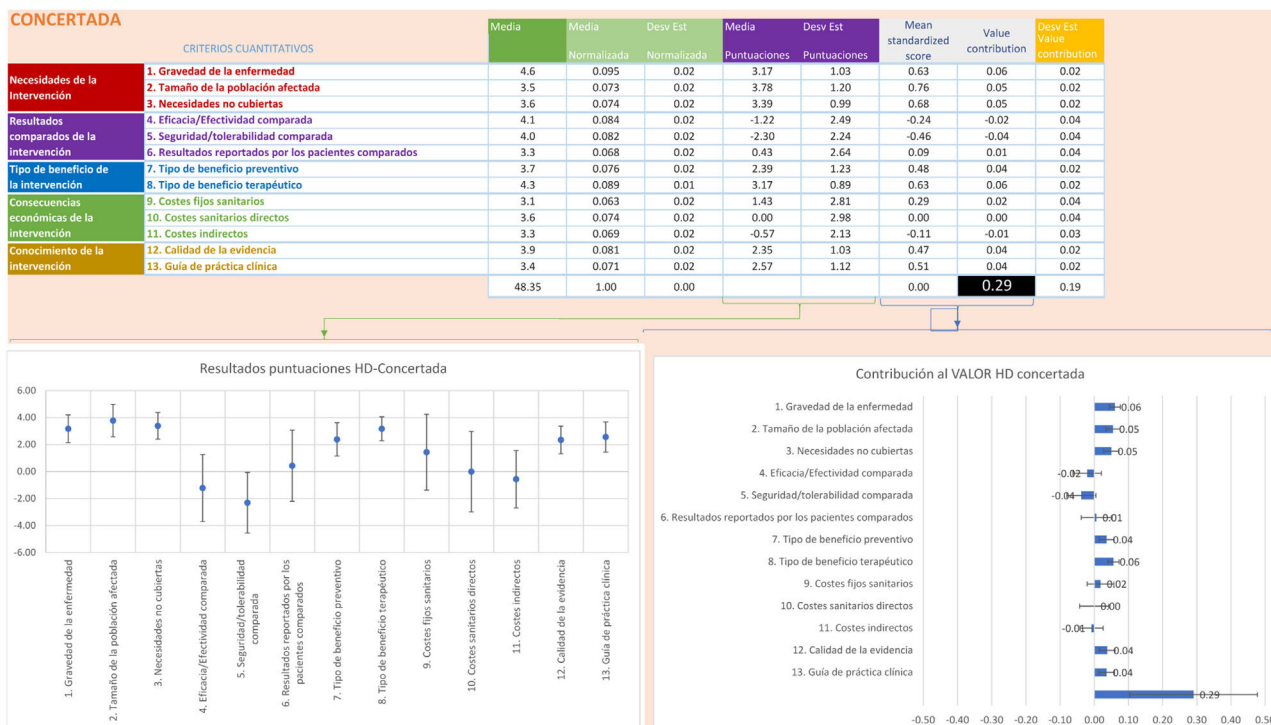 CONCERTADA
CRITERIOS CUANTITATIVOS
Media
Media Normalizada
Desv Est Normalizada
Media Puntuaciones
Desv Est Puntuaciones
Mean standardized score
Value contribution
Desv Est Value contribution
Necesidades de la Intervención
1. Gravedad de la enfermedad 4.6 0.095 0.02 3.17 1.03 0.63 0.06 0.02
2. Tamaño de la población afectada 3.5 0.073 0.02 3.78 1.20 0.76 0.05 0.02
3. Necesidades no cubiertas 3.6 0.074 0.02 3.39 0.99 0.68 0.05 0.02
Resultados comparados de la intervención
4. Eficacia/Efectividad comparada 4.1 0.084 0.02 -1.22 2.49 -0.24 -0.02 0.04
5. Seguridad/tolerabilidad comparada 4.0 0.082 0.02 -2.30 2.24 -0.46 -0.04 0.04
6. Resultados reportados por los pacientes comparados 3.3 0.068 0.02 0.43 2.64 0.09 0.01 0.04
Tipo de beneficio de la intervención
7. Tipo de beneficio preventivo 3.7 0.076 0.02 2.39 1.23 0.48 0.04 0.02
8. Tipo de beneficio terapéutico 4.3 0.089 0.01 3.17 0.89 0.63 0.06 0.02
Consecuencias económicas de la intervención
9. Costes fijos sanitarios 3.1 0.063 0.02 1.43 2.81 0.29 0.02 0.04
10. Costes sanitarios directos 3.6 0.074 0.02 0.00 2.98 0.00 0.00 0.04
11. Costes indirectos 3.3 0.069 0.02 -0.57 2.13 -0.11 -0.01 0.03
Conocimiento de la intervención
12. Calidad de la evidencia 3.9 0.081 0.02 2.35 1.03 0.47 0.04 0.02
13. Guía de práctica clínica 3.4 0.071 0.02 2.57 1.12 0.51 0.04 0.02
48.35 1.00 0.00 0.00 0.29 0.19
Resultados puntuaciones HD-Concertada
6.00
4.00
2.00
0.00
-2.00
-4.00
-6.00
1. Gravedad de la enfermedad
2. Tamaño de la población afectada
3. Necesidades no cubiertas
4. Eficacia/Efectividad comparada
5. Seguridad/tolerabilidad
comparada
6. Resultados reportados por los
pacientes comparados
7. Tipo de beneficio preventivo
8. Tipo de beneficio terapéutico
9. Costes fijos sanitarios
10. Costes sanitarios directos
11. Costes indirectos
12. Calidad de la evidencia
13. Guía de práctica clínica
Contribución al VALOR HD concertada
1. Gravedad de la enfermedad 0.06
2. Tamaño de la población afectada 0.05
3. Necesidades no cubiertas 0.05
4. Eficacia/Efectividad comparada -0.02
5. Seguridad/tolerabilidad comparada -0.04
6. Resultados reportados por los pacientes comparados 0.01
7. Tipo de beneficio preventivo 0.04
8. Tipo de beneficio terapéutico 0.06
9. Costes fijos sanitarios 0.02
10. Costes sanitarios directos 0.00
11. Costes indirectos -0.01
12. Calidad de la evidencia 0.04
13. Guía de práctica clínica 0.04
0.29
-0.50 -0.40 -0.30 -0.20 -0.10 0.00 0.10 0.20 0.30 0.40 0.50